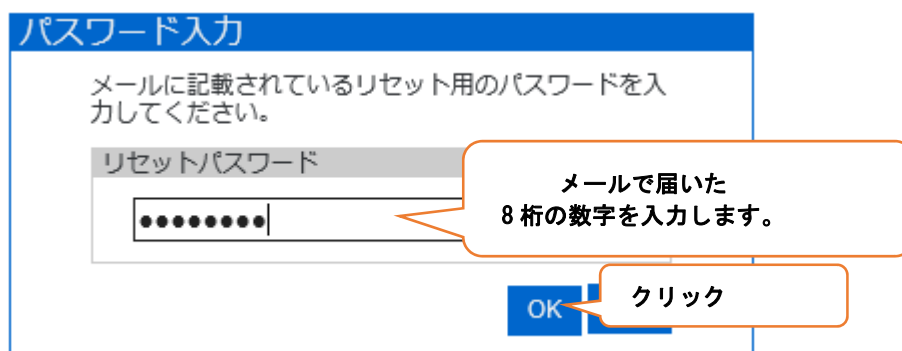 パスワード入力
メールに記載されているリセット用のパスワードを入
力してください。
リセットパスワード
メールで届いた
8桁の数字を入力します。
●●●●●●●●
OK
クリック